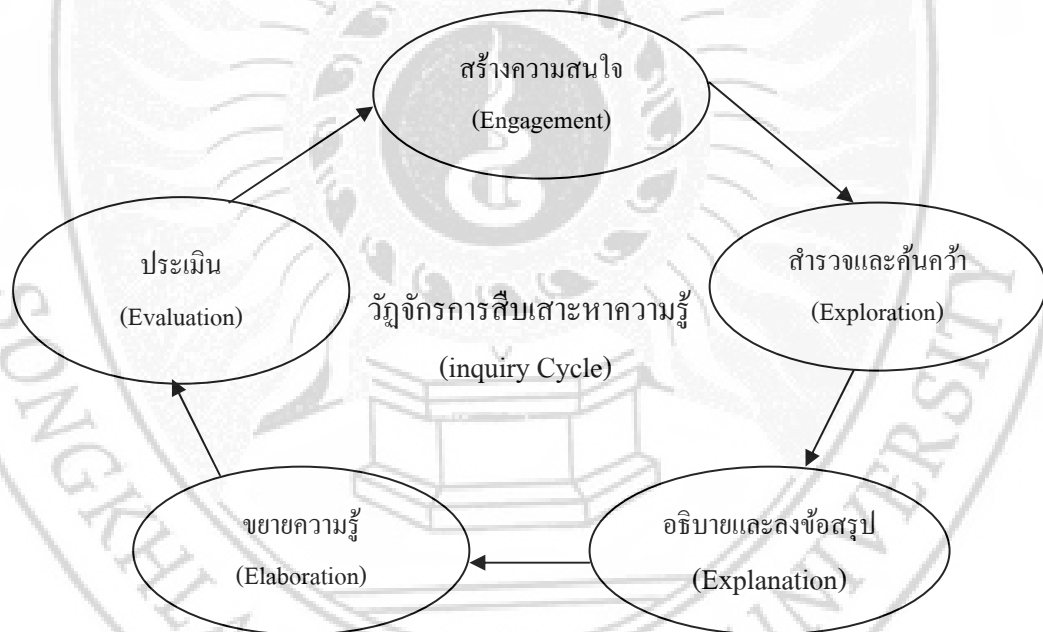 สร้างความสนใจ
(Engagement)
สำรวจและค้นคว้า
(Exploration)
อธิบายและลงข้อสรุป
(Explanation)
ขยายความรู้
(Elaboration)
ประเมิน
(Evaluation)
วัฏจักรการสืบเสาะหาความรู้
(inquiry Cycle)
SONGKHLA
UNIVERSITY